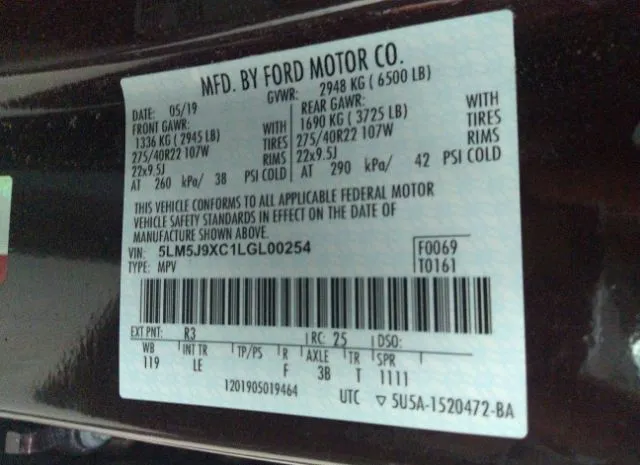 MFD. BY FORD MOTOR CO.
DATE: 05/19 GVWR: 2948 KG ( 6500 LB)
FRONT GAWR: REAR GAWR:
1336 KG ( 2945 LB) WITH 1690 KG ( 3725 LB) WITH
275/40R22 107W TIRES 275/40R22 107W TIRES
22x9.5J RIMS 22x9.5J RIMS
AT 260 kPa/ 38 PSI COLD AT 290 kPa/ 42 PSI COLD
THIS VEHICLE CONFORMS TO ALL APPLICABLE FEDERAL MOTOR
VEHICLE SAFETY STANDARDS IN EFFECT ON THE DATE OF
MANUFACTURE SHOWN ABOVE.
VIN: 5LM5J9XC1LGL00254 F0069
TYPE: MPV T0161
EXT PNT: R3 RC: 25 DSO:
WB INT TR TP/PS R AXLE TR SPR
119 LE F 3B T 1111
1201905019464 UTC ▽ 5U5A-1520472-BA